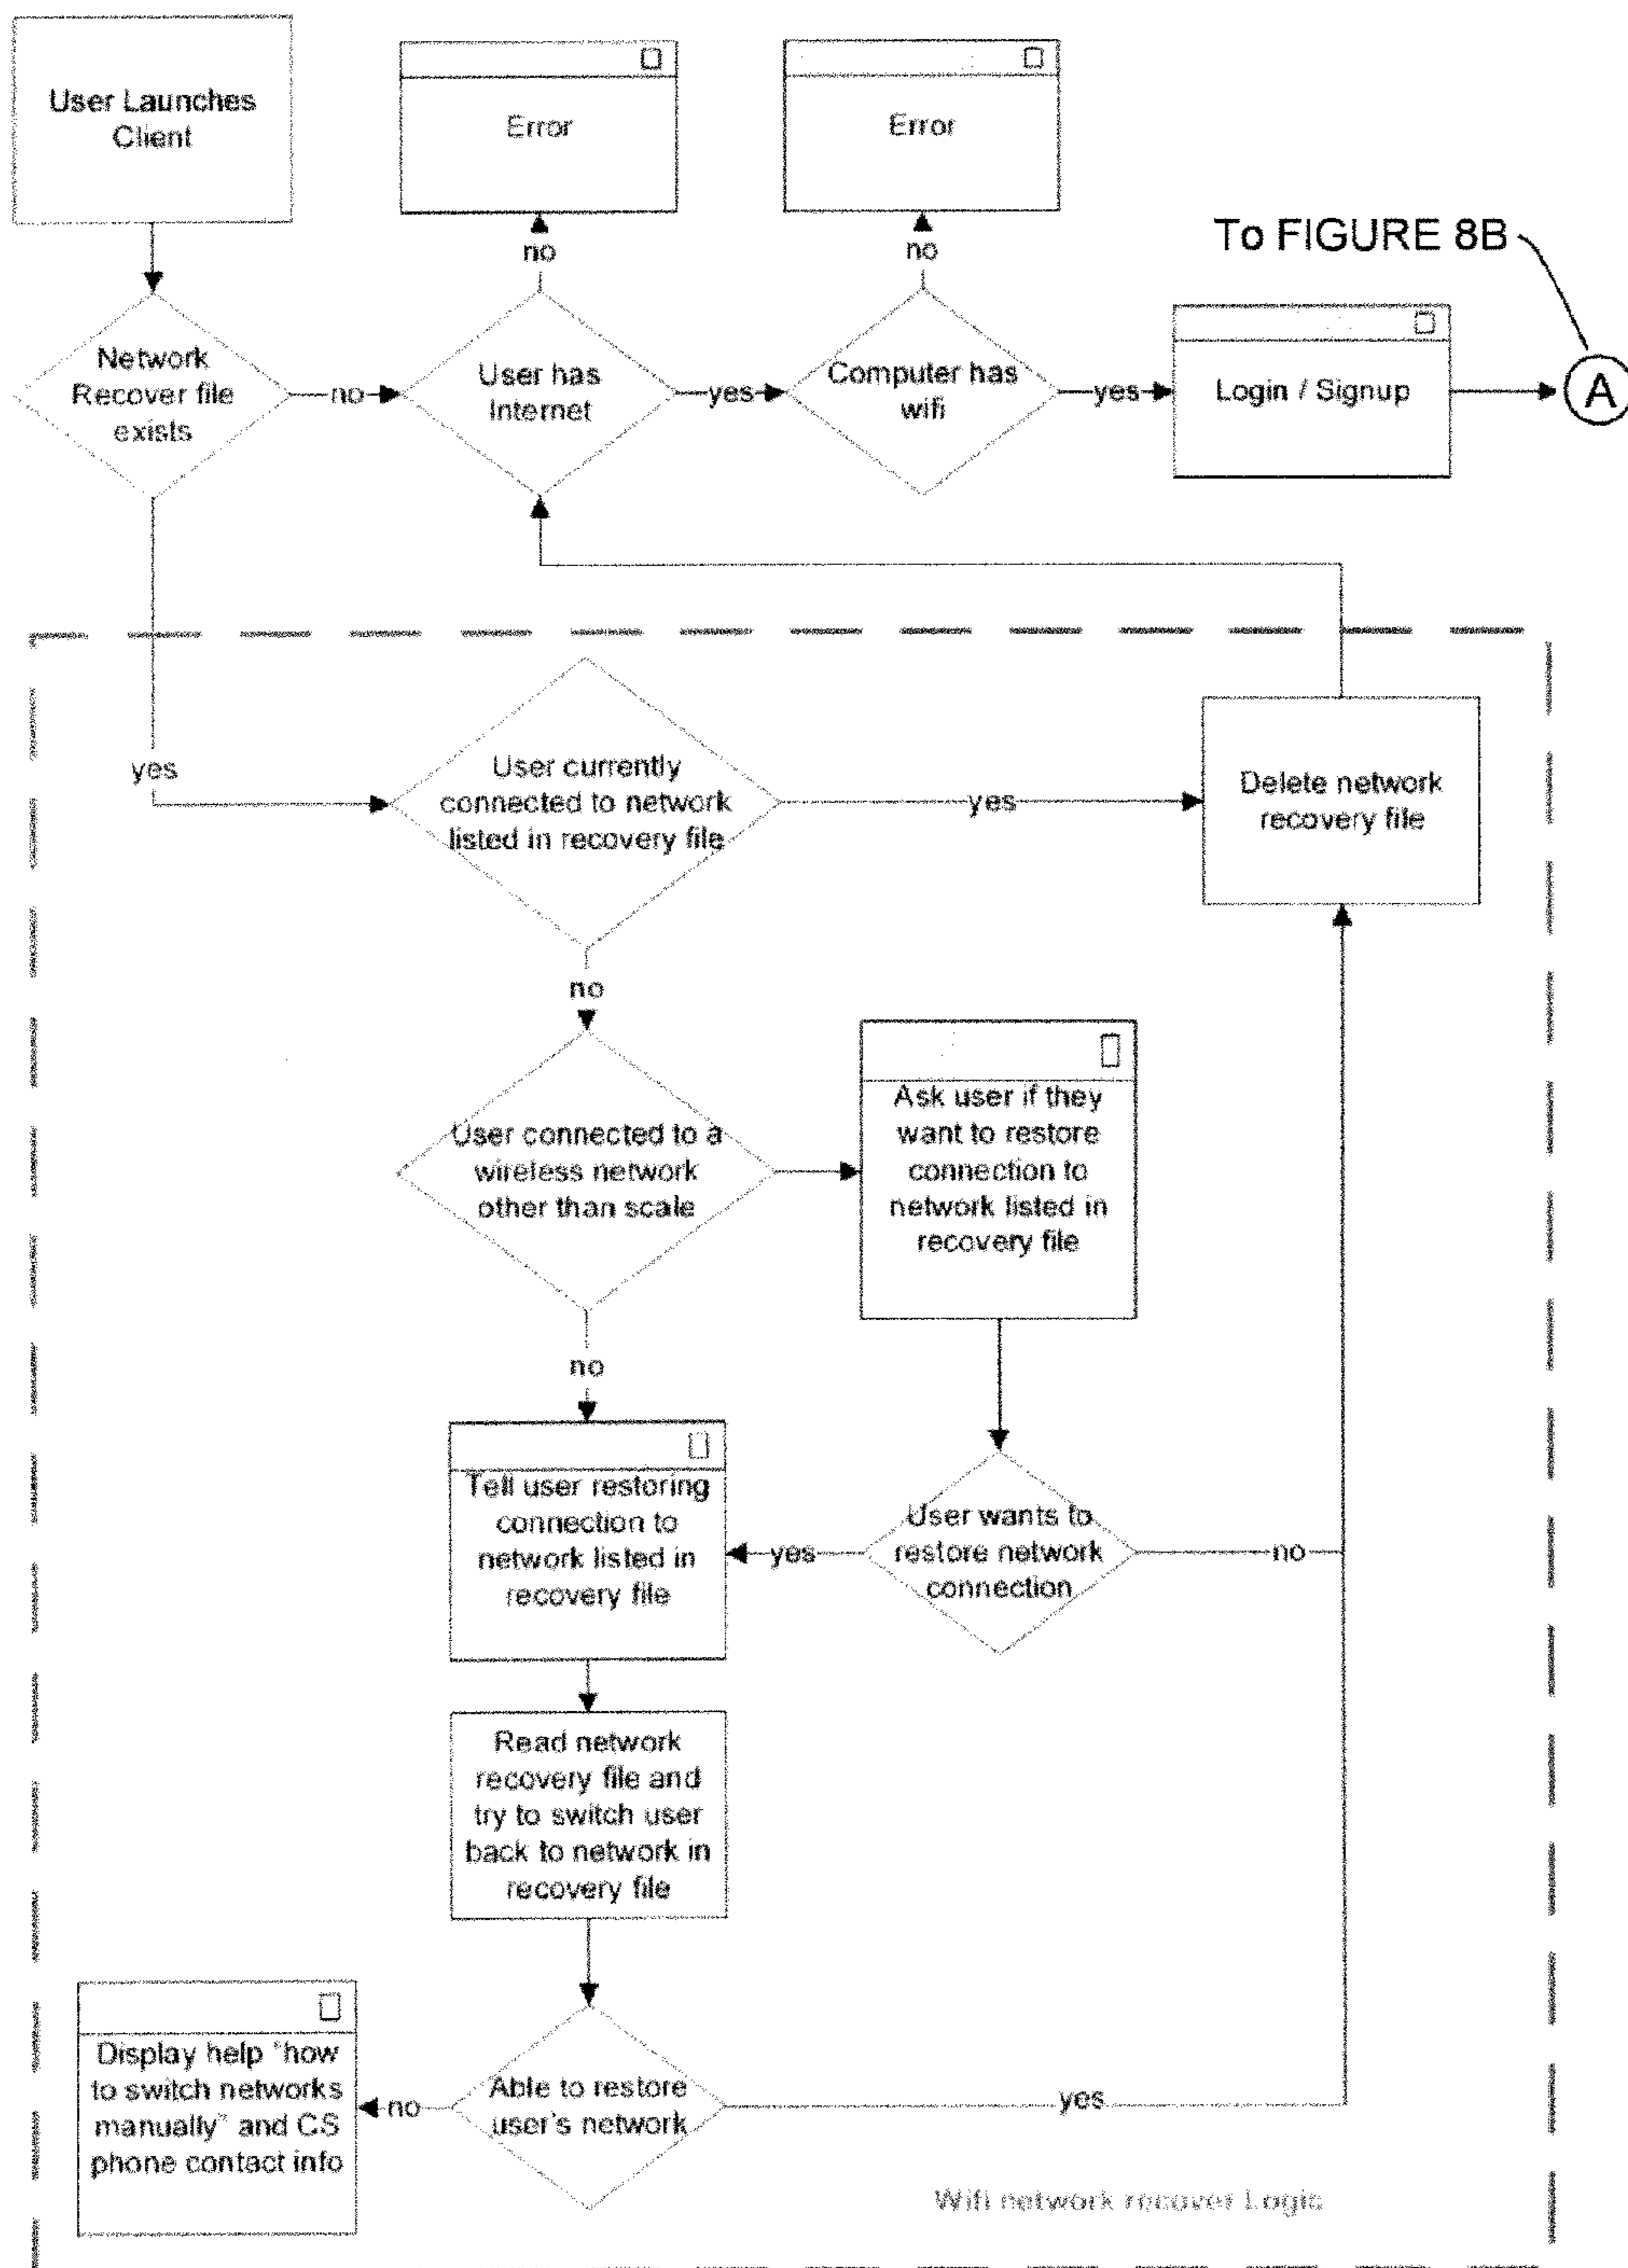 User Launches
Client
Error
Error
no
no
To FIGURE 8B
Network
Recover file
exists
no
User has
Internet
yes
Computer has
wifi
yes
Login / Signup
A
yes
User currently
connected to network
listed in recovery file
yes
Delete network
recovery file
no
User connected to a
wireless network
other than scale
Ask user if they
want to restore
connection to
network listed in
recovery file
no
Tell user restoring
connection to
network listed in
recovery file
yes
User wants to
restore network
connection
no
Read network
recovery file and
try to switch user
back to network in
recovery file
Display help "how
to switch networks
manually" and CS
phone contact info
no
Able to restore
user's network
yes
Wifi network recover Logic